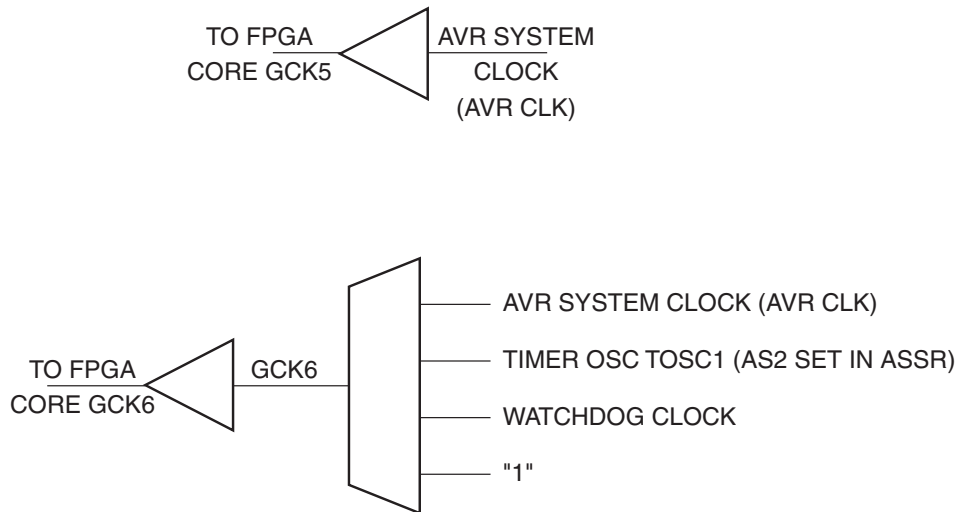 TO FPGA
CORE GCK5
AVR SYSTEM
CLOCK
(AVR CLK)
AVR SYSTEM CLOCK (AVR CLK)
TIMER OSC TOSC1 (AS2 SET IN ASSR)
TO FPGA
CORE GCK6
GCK6
WATCHDOG CLOCK
"1"